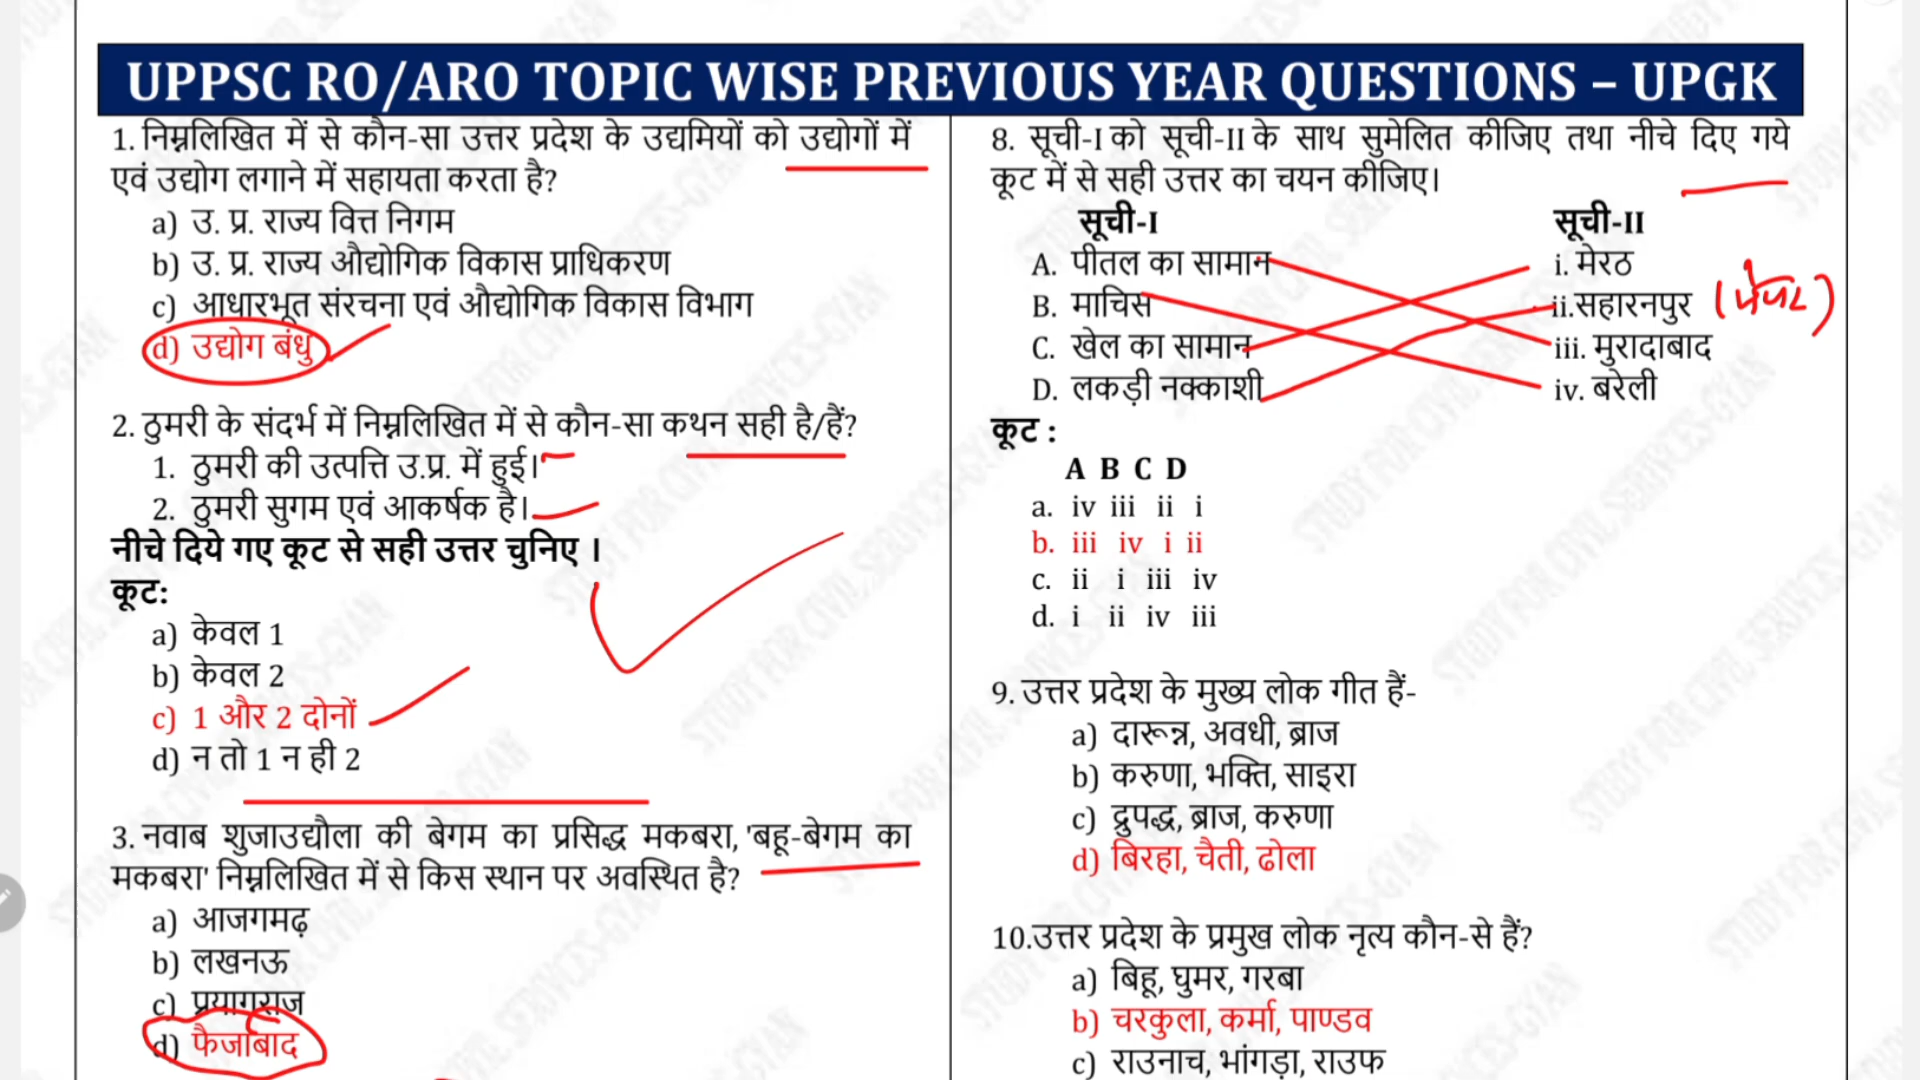 UPPSC RO/ARO TOPIC WISE PREVIOUS YEAR QUESTIONS – UPGK
1. निम्नलिखित में से कौन-सा उत्तर प्रदेश के उद्यमियों को उद्योगों में
एवं उद्योग लगाने में सहायता करता है?
a) उ. प्र. राज्य वित्त निगम
b) उ. प्र. राज्य औद्योगिक विकास प्राधिकरण
c) आधारभूत संरचना एवं औद्योगिक विकास विभाग
d) उद्योग बंधु
2. ठुमरी के संदर्भ में निम्नलिखित में से कौन-सा कथन सही है/हैं?
1. ठुमरी की उत्पत्ति उ.प्र. में हुई।
2. ठुमरी सुगम एवं आकर्षक है।
नीचे दिये गए कूट से सही उत्तर चुनिए ।
कूट:
a) केवल 1
b) केवल 2
c) 1 और 2 दोनों
d) न तो 1 न ही 2
3. नवाब शुजाउद्यौला की बेगम का प्रसिद्ध मकबरा, 'बहू-बेगम का
मकबरा' निम्नलिखित में से किस स्थान पर अवस्थित है?
a) आजगमढ़
b) लखनऊ
c) प्रयागराज
d) फैजाबाद
8. सूची-I को सूची-II के साथ सुमेलित कीजिए तथा नीचे दिए गये
कूट में से सही उत्तर का चयन कीजिए।
सूची-I सूची-II
A. पीतल का सामान i. मेरठ
B. माचिस ii.सहारनपुर
C. खेल का सामान iii. मुरादाबाद
D. लकड़ी नक्काशी iv. बरेली
कूट :
A B C D
a. iv iii ii i
b. iii iv i ii
c. ii i iii iv
d. i ii iv iii
9. उत्तर प्रदेश के मुख्य लोक गीत हैं-
a) दारून्न, अवधी, ब्राज
b) करुणा, भक्ति, साइरा
c) द्रुपद्ध, ब्राज, करुणा
d) बिरहा, चैती, ढोला
10.उत्तर प्रदेश के प्रमुख लोक नृत्य कौन-से हैं?
a) बिहू, घुमर, गरबा
b) चरकुला, कर्मा, पाण्डव
c) राउनाच, भांगड़ा, राउफ